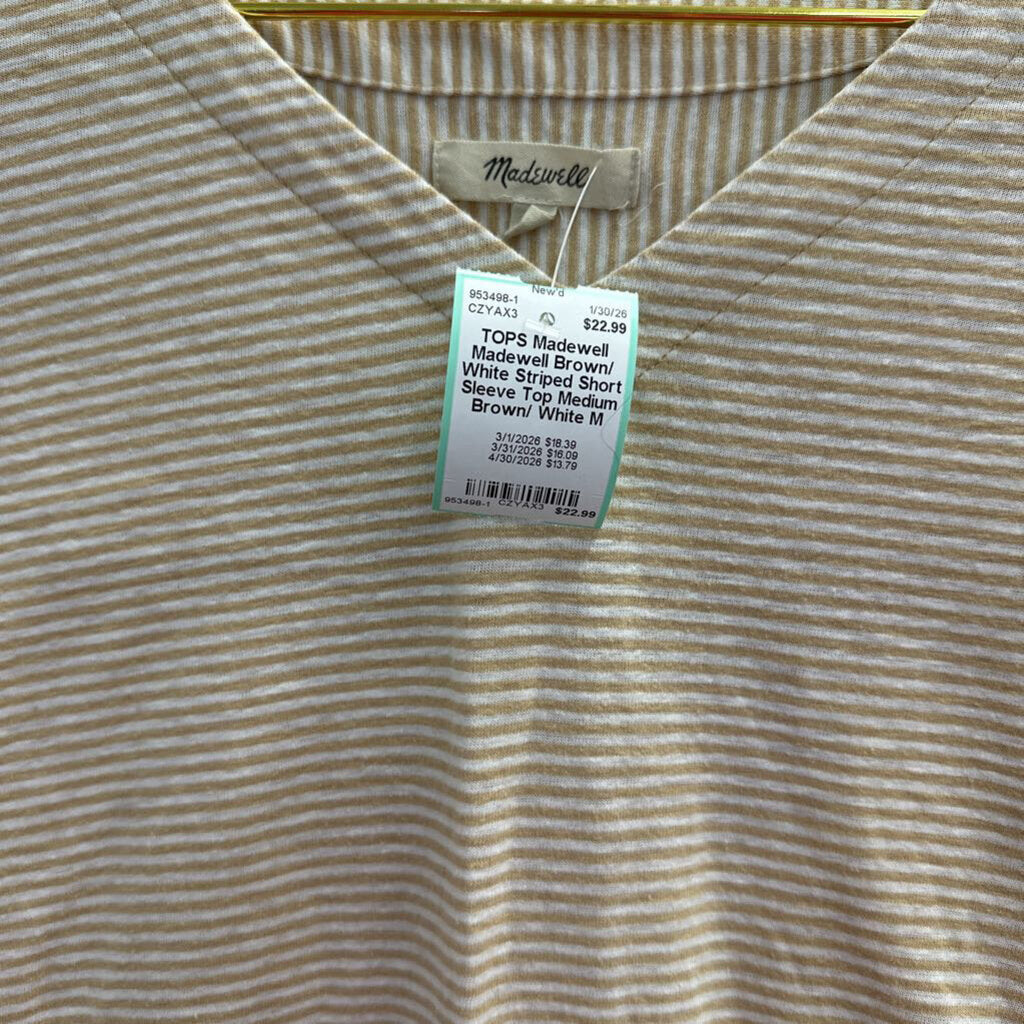 Madewell
New'd
953498-1 1/30/26
CZYAX3 $22.99
TOPS Madewell
Madewell Brown/
White Striped Short
Sleeve Top Medium
Brown/ White M
3/1/2026 $18.39
3/31/2026 $16.09
4/30/2026 $13.79
953498-1 CZYAX3 $22.99